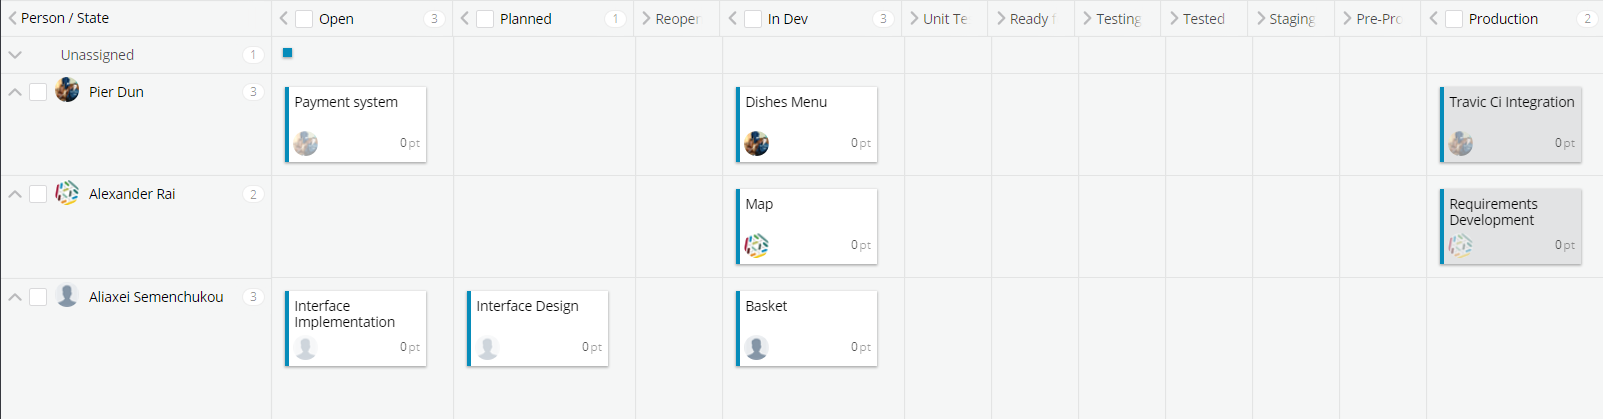 Person / State
Open 3
Planned 1
Reoper
In Dev 3
Unit Te
Ready
Testing
Tested
Staging
Pre-Pro
Production 2
Unassigned 1
Pier Dun 3
Payment system
0 pt
Dishes Menu
0 pt
Travic Ci Integration
0 pt
Alexander Rai 2
Map
0 pt
Requirements
Development
0 pt
Aliaxei Semenchukou 3
Interface
Implementation
0 pt
Interface Design
0 pt
Basket
0 pt